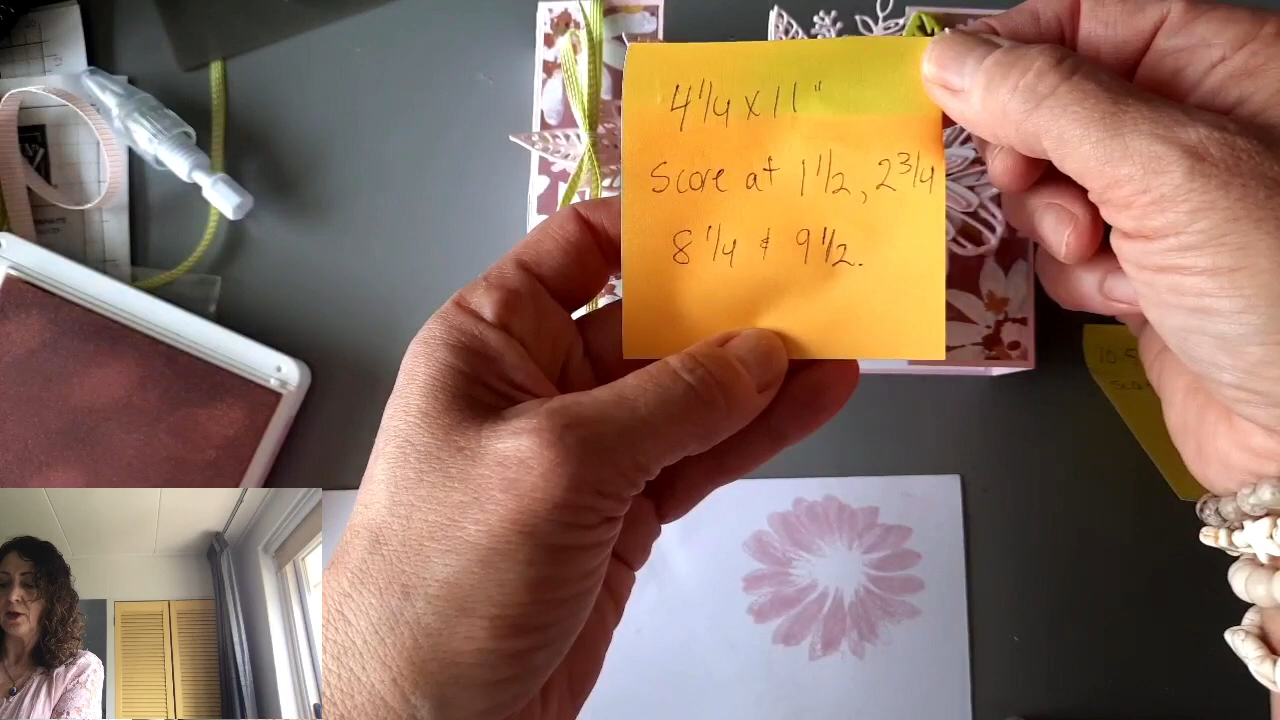 4 1/4 x 11"
Score at 1 1/2, 2 3/4
8 1/4 & 9 1/2.